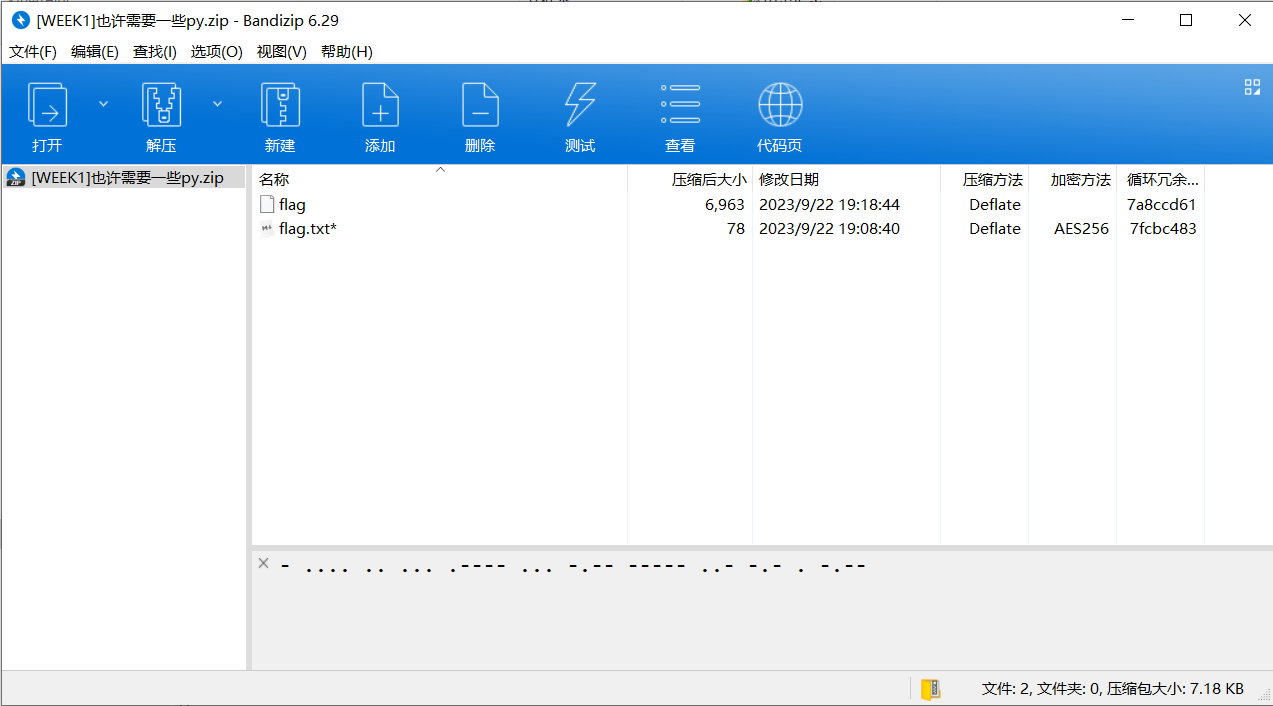 [WEEK1]也许需要一些py.zip - Bandizip 6.29
文件(F) 编辑(E) 查找(I) 选项(O) 视图(V) 帮助(H)
打开 解压 新建 添加 删除 测试 查看 代码页
[WEEK1]也许需要一些py.zip
名称 压缩后大小 修改日期 压缩方法 加密方法 循环冗余...
flag 6,963 2023/9/22 19:18:44 Deflate 7a8ccd61
flag.txt* 78 2023/9/22 19:08:40 Deflate AES256 7fcbc483
- .... .. ... .---- ... -.-- ----- ..- -.- . -.--
文件: 2, 文件夹: 0, 压缩包大小: 7.18 KB